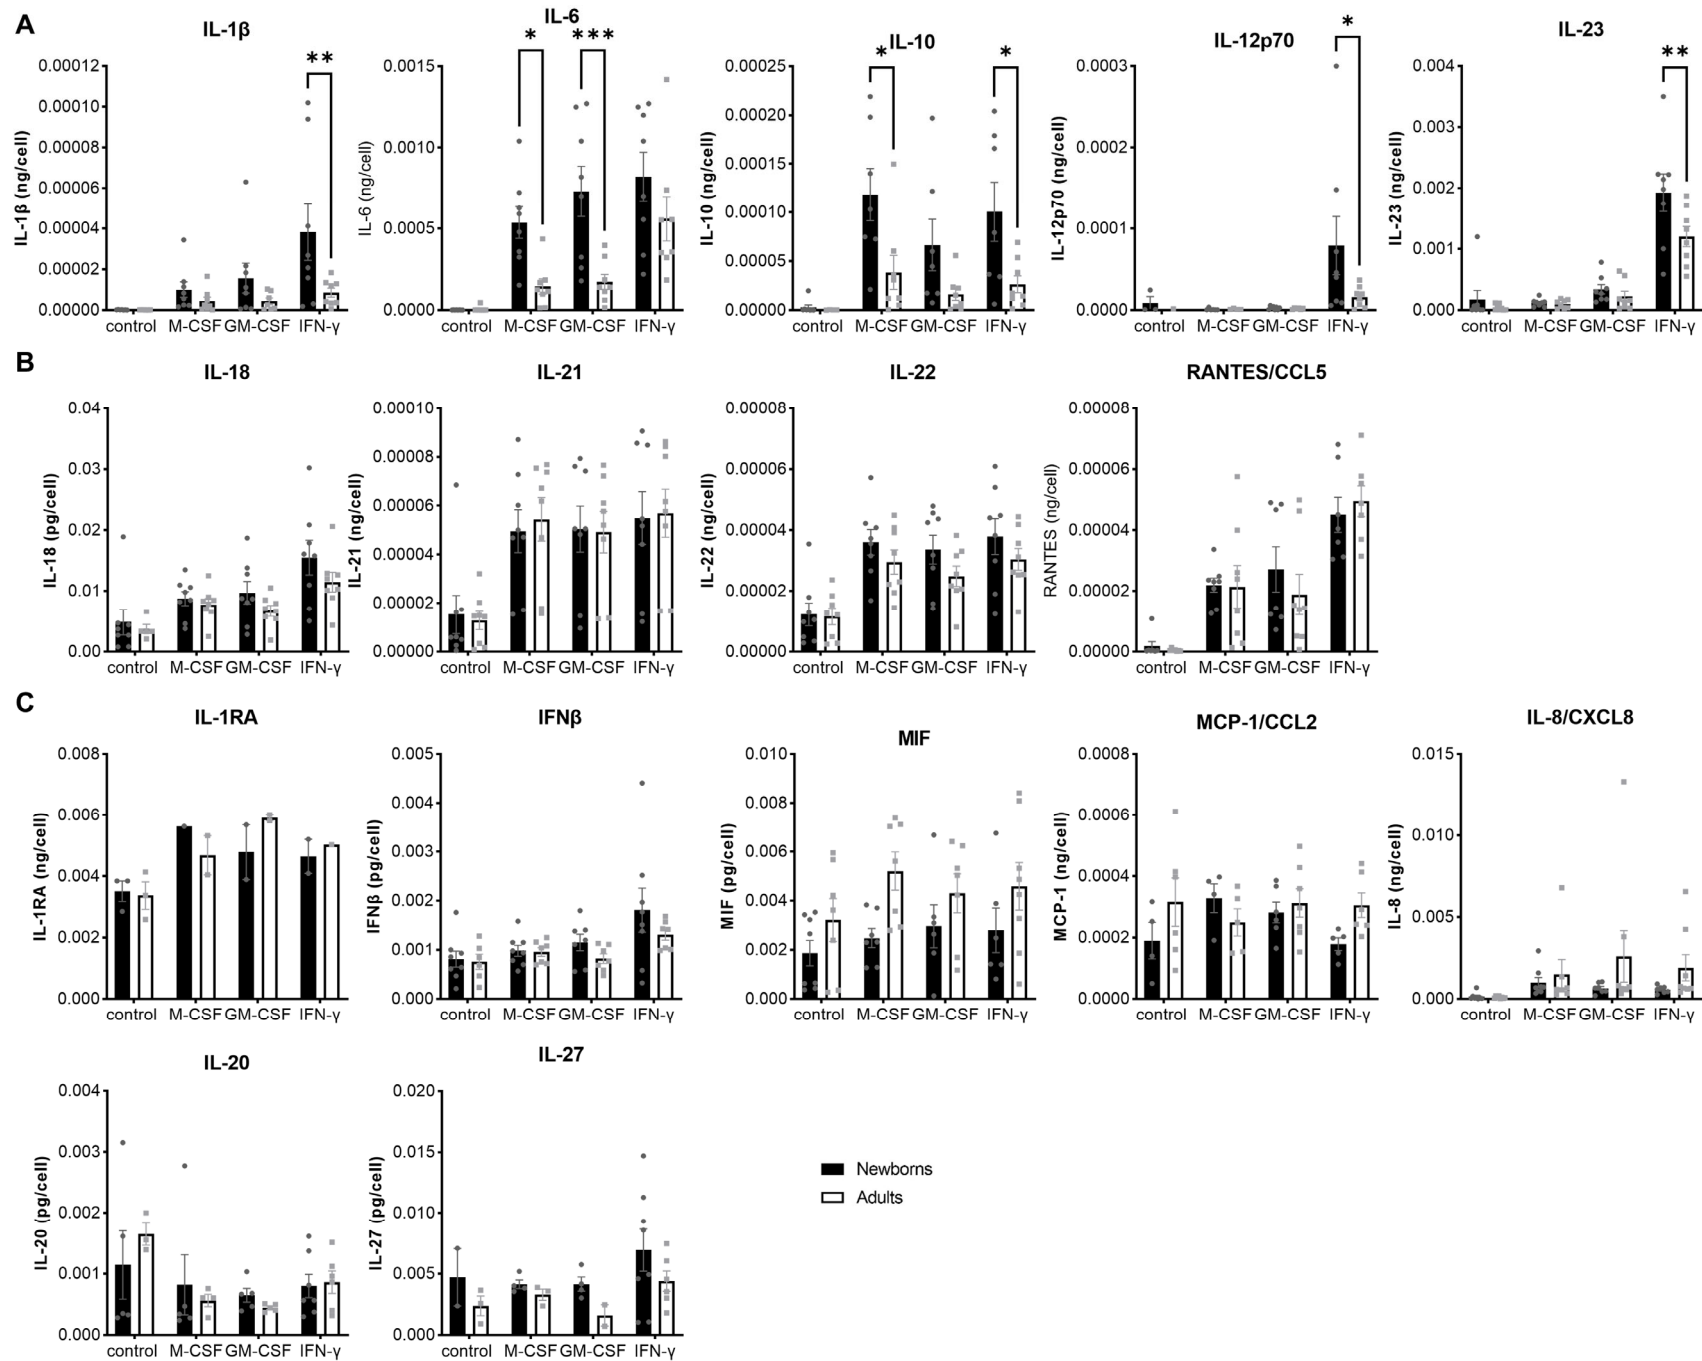 A
IL-1β
**
IL-1β (ng/cell)
0.00012
0.00010
0.00008
0.00006
0.00004
0.00002
0.00000
control M-CSF GM-CSF IFN-γ
IL-6
* ***
IL-6 (ng/cell)
0.0015
0.0010
0.0005
0.0000
control M-CSF GM-CSF IFN-γ
IL-10
* *
IL-10 (ng/cell)
0.00025
0.00020
0.00015
0.00010
0.00005
0.00000
control M-CSF GM-CSF IFN-γ
IL-12p70
*
IL-12p70 (ng/cell)
0.0003
0.0002
0.0001
0.0000
control M-CSF GM-CSF IFN-γ
IL-23
**
IL-23 (ng/cell)
0.004
0.003
0.002
0.001
0.000
control M-CSF GM-CSF IFN-γ
B
IL-18
IL-18 (pg/cell)
0.04
0.03
0.02
0.01
0.00
control M-CSF GM-CSF IFN-γ
IL-21
IL-21 (ng/cell)
0.00010
0.00008
0.00006
0.00004
0.00002
0.00000
control M-CSF GM-CSF IFN-γ
IL-22
IL-22 (ng/cell)
0.00008
0.00006
0.00004
0.00002
0.00000
control M-CSF GM-CSF IFN-γ
RANTES/CCL5
RANTES (ng/cell)
0.00008
0.00006
0.00004
0.00002
0.00000
control M-CSF GM-CSF IFN-γ
C
IL-1RA
IL-1RA (ng/cell)
0.008
0.006
0.004
0.002
0.000
control M-CSF GM-CSF IFN-γ
IFNβ
IFNβ (pg/cell)
0.005
0.004
0.003
0.002
0.001
0.000
control M-CSF GM-CSF IFN-γ
MIF
MIF (pg/cell)
0.010
0.008
0.006
0.004
0.002
0.000
control M-CSF GM-CSF IFN-γ
MCP-1/CCL2
MCP-1 (ng/cell)
0.0008
0.0006
0.0004
0.0002
0.0000
control M-CSF GM-CSF IFN-γ
IL-8/CXCL8
IL-8 (ng/cell)
0.015
0.010
0.005
0.000
control M-CSF GM-CSF IFN-γ
IL-20
IL-20 (pg/cell)
0.004
0.003
0.002
0.001
0.000
control M-CSF GM-CSF IFN-γ
IL-27
IL-27 (pg/cell)
0.020
0.015
0.010
0.005
0.000
control M-CSF GM-CSF IFN-γ
Newborns
Adults